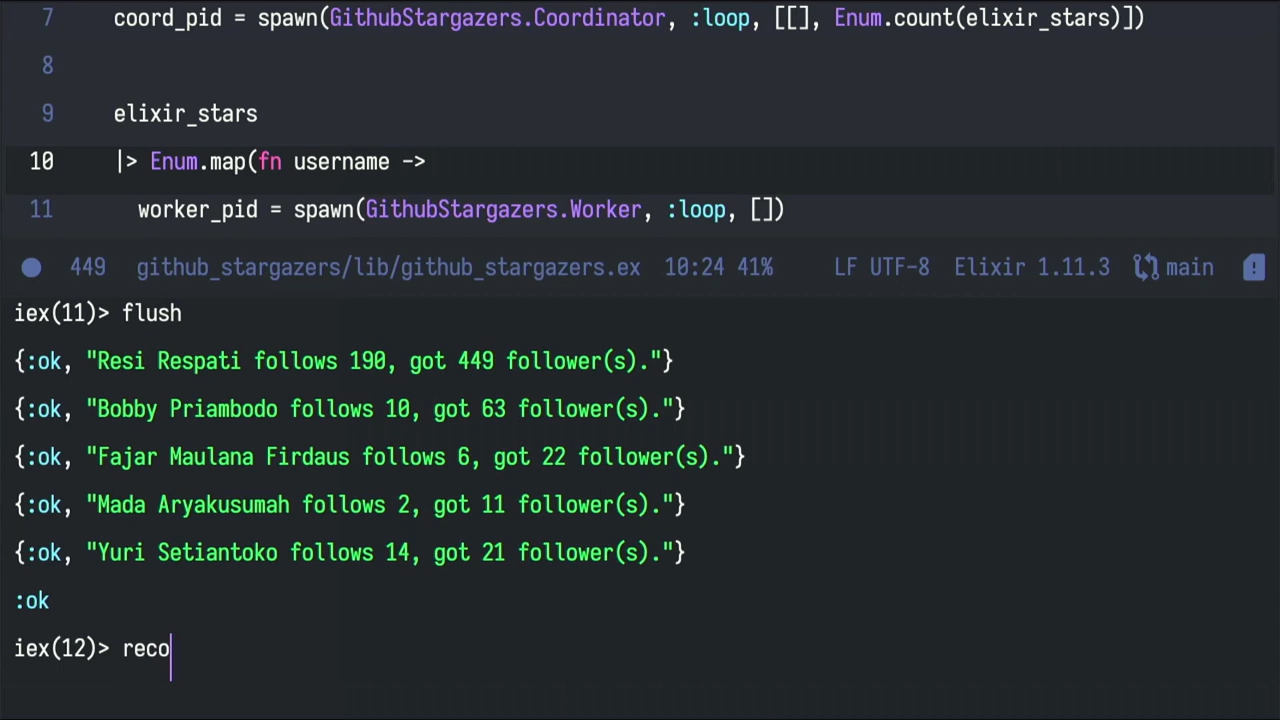 7 coord_pid = spawn(GithubStargazers.Coordinator, :loop, [[], Enum.count(elixir_stars)])
8
9 elixir_stars
10 |> Enum.map(fn username ->
11 worker_pid = spawn(GithubStargazers.Worker, :loop, [])
449 github_stargazers/lib/github_stargazers.ex 10:24 41% LF UTF-8 Elixir 1.11.3 main
iex(11)> flush
{:ok, "Resi Respati follows 190, got 449 follower(s)."}
{:ok, "Bobby Priambodo follows 10, got 63 follower(s)."}
{:ok, "Fajar Maulana Firdaus follows 6, got 22 follower(s)."}
{:ok, "Mada Aryakusumah follows 2, got 11 follower(s)."}
{:ok, "Yuri Setiantoko follows 14, got 21 follower(s)."}
:ok
iex(12)> reco